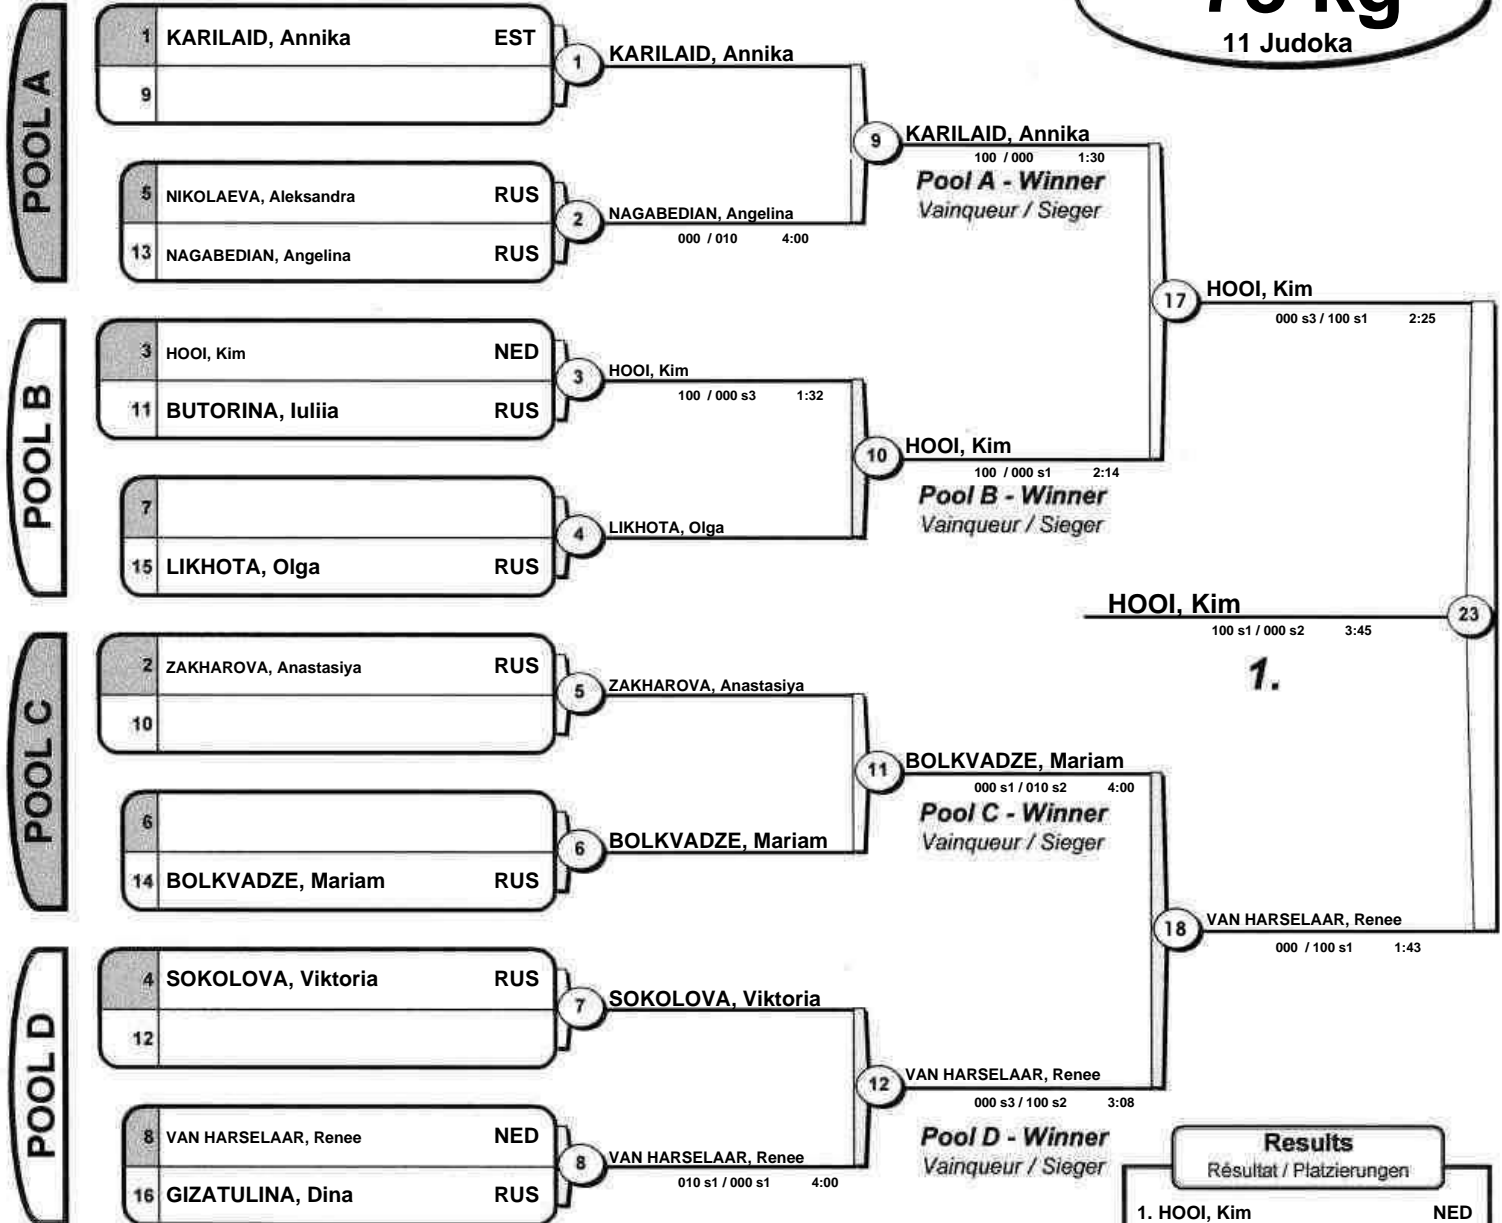 11 Judoka
POOL A
1 KARILAID, Annika EST
9
1 KARILAID, Annika
5 NIKOLAEVA, Aleksandra RUS
13 NAGABEDIAN, Angelina RUS
2 NAGABEDIAN, Angelina
000 / 010 4:00
9 KARILAID, Annika
100 / 000 1:30
Pool A - Winner
Vainqueur / Sieger
POOL B
3 HOOI, Kim NED
11 BUTORINA, Iuliia RUS
3 HOOI, Kim
100 / 000 s3 1:32
7
15 LIKHOTA, Olga RUS
4 LIKHOTA, Olga
10 HOOI, Kim
100 / 000 s1 2:14
Pool B - Winner
Vainqueur / Sieger
17 HOOI, Kim
000 s3 / 100 s1 2:25
HOOI, Kim 23
100 s1 / 000 s2 3:45
1.
POOL C
2 ZAKHAROVA, Anastasiya RUS
10
5 ZAKHAROVA, Anastasiya
6
14 BOLKVADZE, Mariam RUS
6 BOLKVADZE, Mariam
11 BOLKVADZE, Mariam
000 s1 / 010 s2 4:00
Pool C - Winner
Vainqueur / Sieger
POOL D
4 SOKOLOVA, Viktoria RUS
12
7 SOKOLOVA, Viktoria
8 VAN HARSELAAR, Renee NED
16 GIZATULINA, Dina RUS
8 VAN HARSELAAR, Renee
010 s1 / 000 s1 4:00
12 VAN HARSELAAR, Renee
000 s3 / 100 s2 3:08
Pool D - Winner
Vainqueur / Sieger
18 VAN HARSELAAR, Renee
000 / 100 s1 1:43
Results
Résultat / Platzierungen
1. HOOI, Kim NED